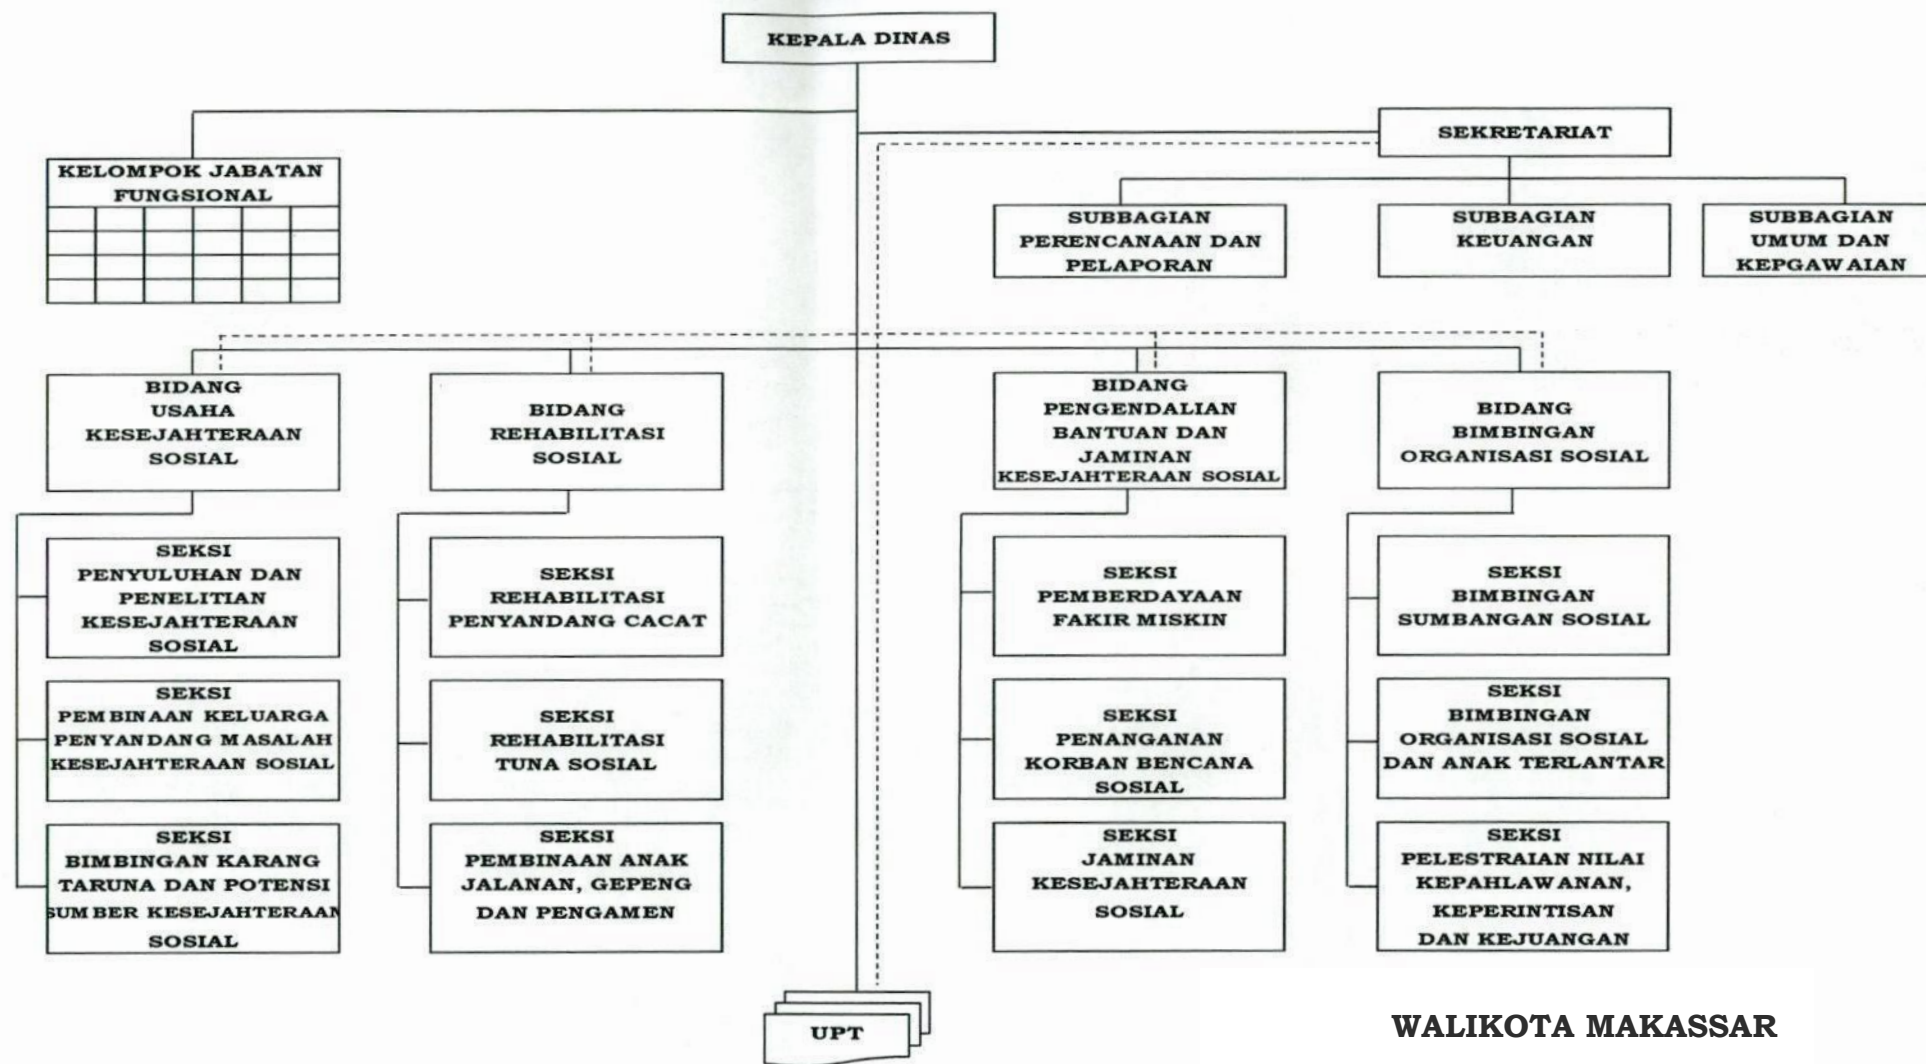 KEPALA DINAS
SEKRETARIAT
KELOMPOK JABATAN
FUNGSIONAL
SUBBAGIAN
PERENCANAAN DAN
PELAPORAN
SUBBAGIAN
KEUANGAN
SUBBAGIAN
UMUM DAN
KEPGAWAIAN
BIDANG
USAHA
KESEJAHTERAAN
SOSIAL
BIDANG
REHABILITASI
SOSIAL
BIDANG
PENGENDALIAN
BANTUAN DAN
JAMINAN
KESEJAHTERAAN SOSIAL
BIDANG
BIMBINGAN
ORGANISASI SOSIAL
SEKSI
PENYULUHAN DAN
PENELITIAN
KESEJAHTERAAN
SOSIAL
SEKSI
REHABILITASI
PENYANDANG CACAT
SEKSI
PEMBERDAYAAN
FAKIR MISKIN
SEKSI
BIMBINGAN
SUMBANGAN SOSIAL
SEKSI
PEMBINAAN KELUARGA
PENYANDANG MASALAH
KESEJAHTERAAN SOSIAL
SEKSI
REHABILITASI
TUNA SOSIAL
SEKSI
PENANGANAN
KORBAN BENCANA
SOSIAL
SEKSI
BIMBINGAN
ORGANISASI SOSIAL
DAN ANAK TERLANTAR
SEKSI
BIMBINGAN KARANG
TARUNA DAN POTENSI
SUMBER KESEJAHTERAAN
SOSIAL
SEKSI
PEMBINAAN ANAK
JALANAN, GEPENG
DAN PENGAMEN
SEKSI
JAMINAN
KESEJAHTERAAN
SOSIAL
SEKSI
PELESTRAIAN NILAI
KEPAHLAWANAN,
KEPERINTISAN
DAN KEJUANGAN
UPT
WALIKOTA MAKASSAR